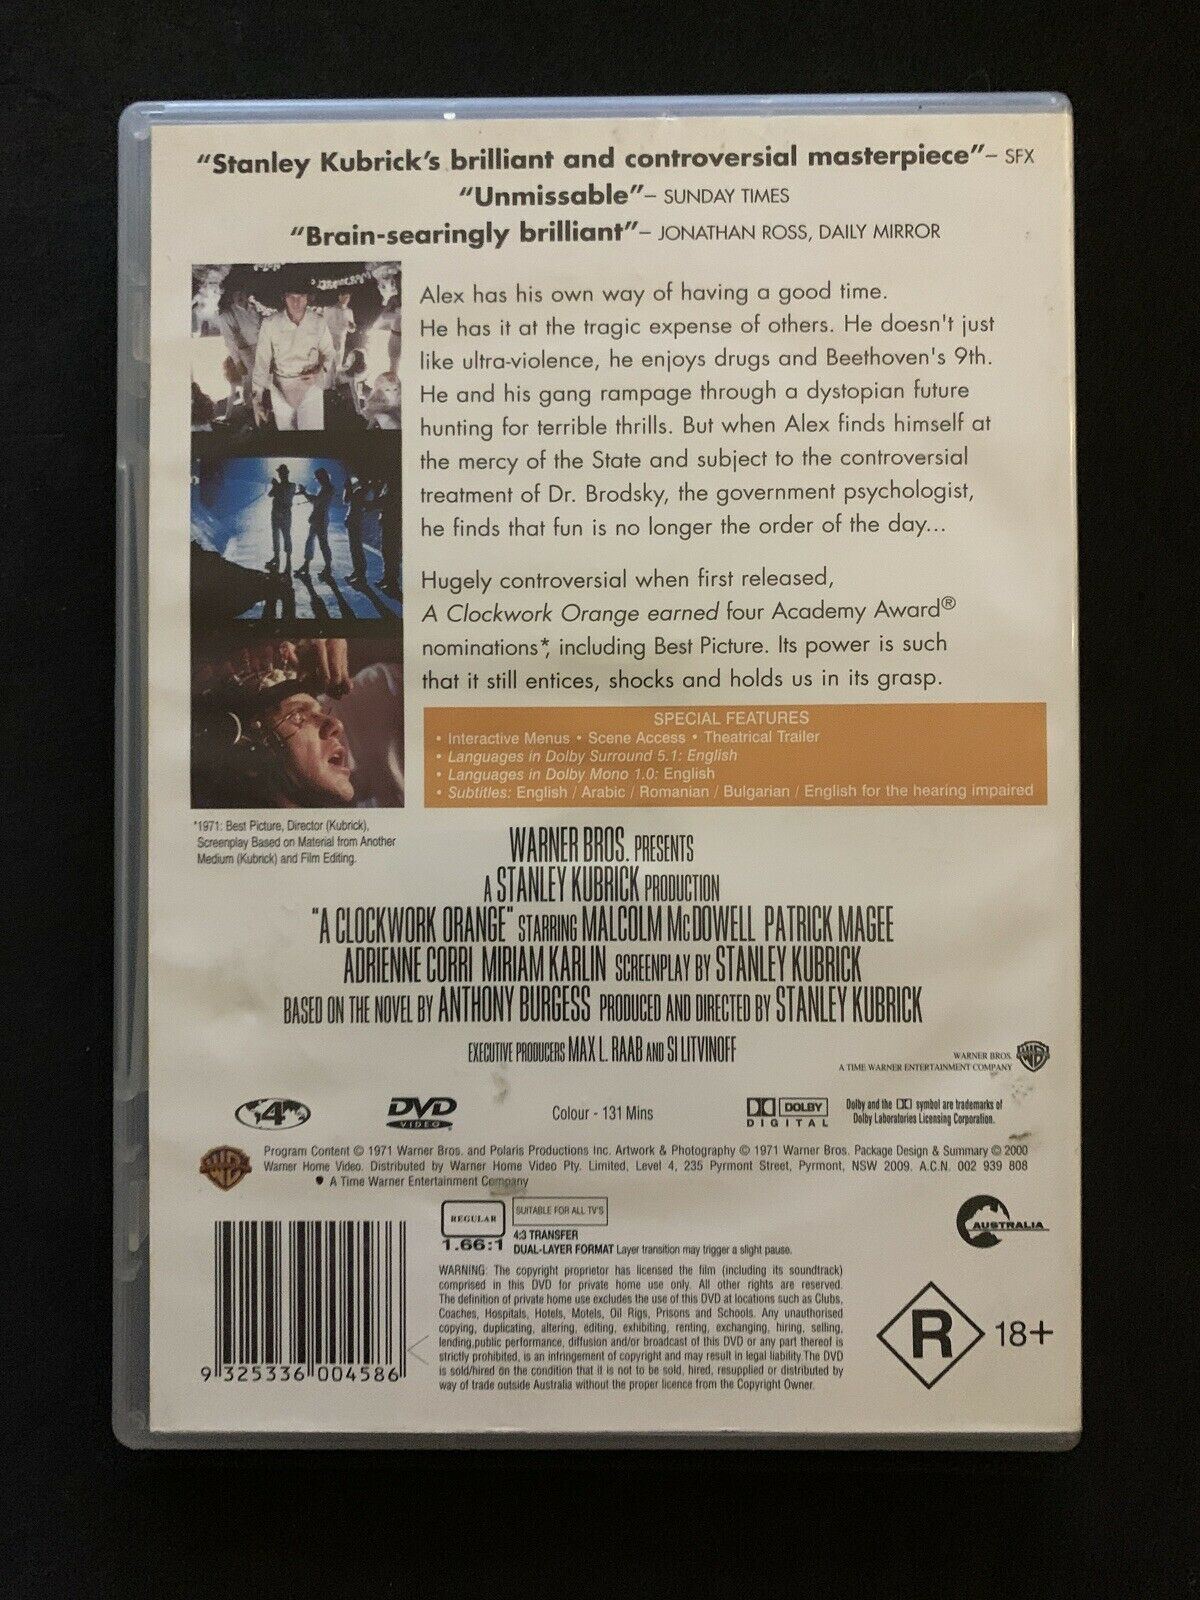 “Stanley Kubrick's brilliant and controversial masterpiece”– SFX
“Unmissable”– SUNDAY TIMES
“Brain-searingly brilliant”– JONATHAN ROSS, DAILY MIRROR
Alex has his own way of having a good time.
He has it at the tragic expense of others. He doesn't just
like ultra-violence, he enjoys drugs and Beethoven's 9th.
He and his gang rampage through a dystopian future
hunting for terrible thrills. But when Alex finds himself at
the mercy of the State and subject to the controversial
treatment of Dr. Brodsky, the government psychologist,
he finds that fun is no longer the order of the day...
Hugely controversial when first released,
A Clockwork Orange earned four Academy Award®
nominations*, including Best Picture. Its power is such
that it still entices, shocks and holds us in its grasp.
SPECIAL FEATURES
• Interactive Menus • Scene Access • Theatrical Trailer
• Languages in Dolby Surround 5.1: English
• Languages in Dolby Mono 1.0: English
• Subtitles: English / Arabic / Romanian / Bulgarian / English for the hearing impaired
*1971: Best Picture, Director (Kubrick),
Screenplay Based on Material from Another
Medium (Kubrick) and Film Editing.
WARNER BROS. PRESENTS
A STANLEY KUBRICK PRODUCTION
"A CLOCKWORK ORANGE" STARRING MALCOLM McDOWELL PATRICK MAGEE
ADRIENNE CORRI MIRIAM KARLIN SCREENPLAY BY STANLEY KUBRICK
BASED ON THE NOVEL BY ANTHONY BURGESS PRODUCED AND DIRECTED BY STANLEY KUBRICK
EXECUTIVE PRODUCERS MAX L. RAAB AND SI LITVINOFF
WARNER BROS.
A TIME WARNER ENTERTAINMENT COMPANY
4
DVD
VIDEO
Colour - 131 Mins
DOLBY
DIGITAL
Dolby and the DD symbol are trademarks of
Dolby Laboratories Licensing Corporation.
Program Content © 1971 Warner Bros. and Polaris Productions Inc. Artwork & Photography © 1971 Warner Bros. Package Design & Summary © 2000
Warner Home Video. Distributed by Warner Home Video Pty. Limited, Level 4, 235 Pyrmont Street, Pyrmont, NSW 2009. A.C.N. 002 939 808
A Time Warner Entertainment Company
REGULAR
1.66:1
SUITABLE FOR ALL TV'S
4:3 TRANSFER
DUAL-LAYER FORMAT Layer transition may trigger a slight pause.
AUSTRALIA
WARNING: The copyright proprietor has licensed the film (including its soundtrack)
comprised in this DVD for private home use only. All other rights are reserved.
The definition of private home use excludes the use of this DVD at locations such as Clubs,
Coaches, Hospitals, Hotels, Motels, Oil Rigs, Prisons and Schools. Any unauthorised
copying, duplicating, altering, editing, exhibiting, renting, exchanging, hiring, selling,
lending,public performance, diffusion and/or broadcast of this DVD or any part thereof is
strictly prohibited, is an infringement of copyright and may result in legal liability.The DVD
is sold/hired on the condition that it is not to be sold, hired, resupplied or distributed by
way of trade outside Australia without the proper licence from the Copyright Owner.
R 18+
9 325336 004586